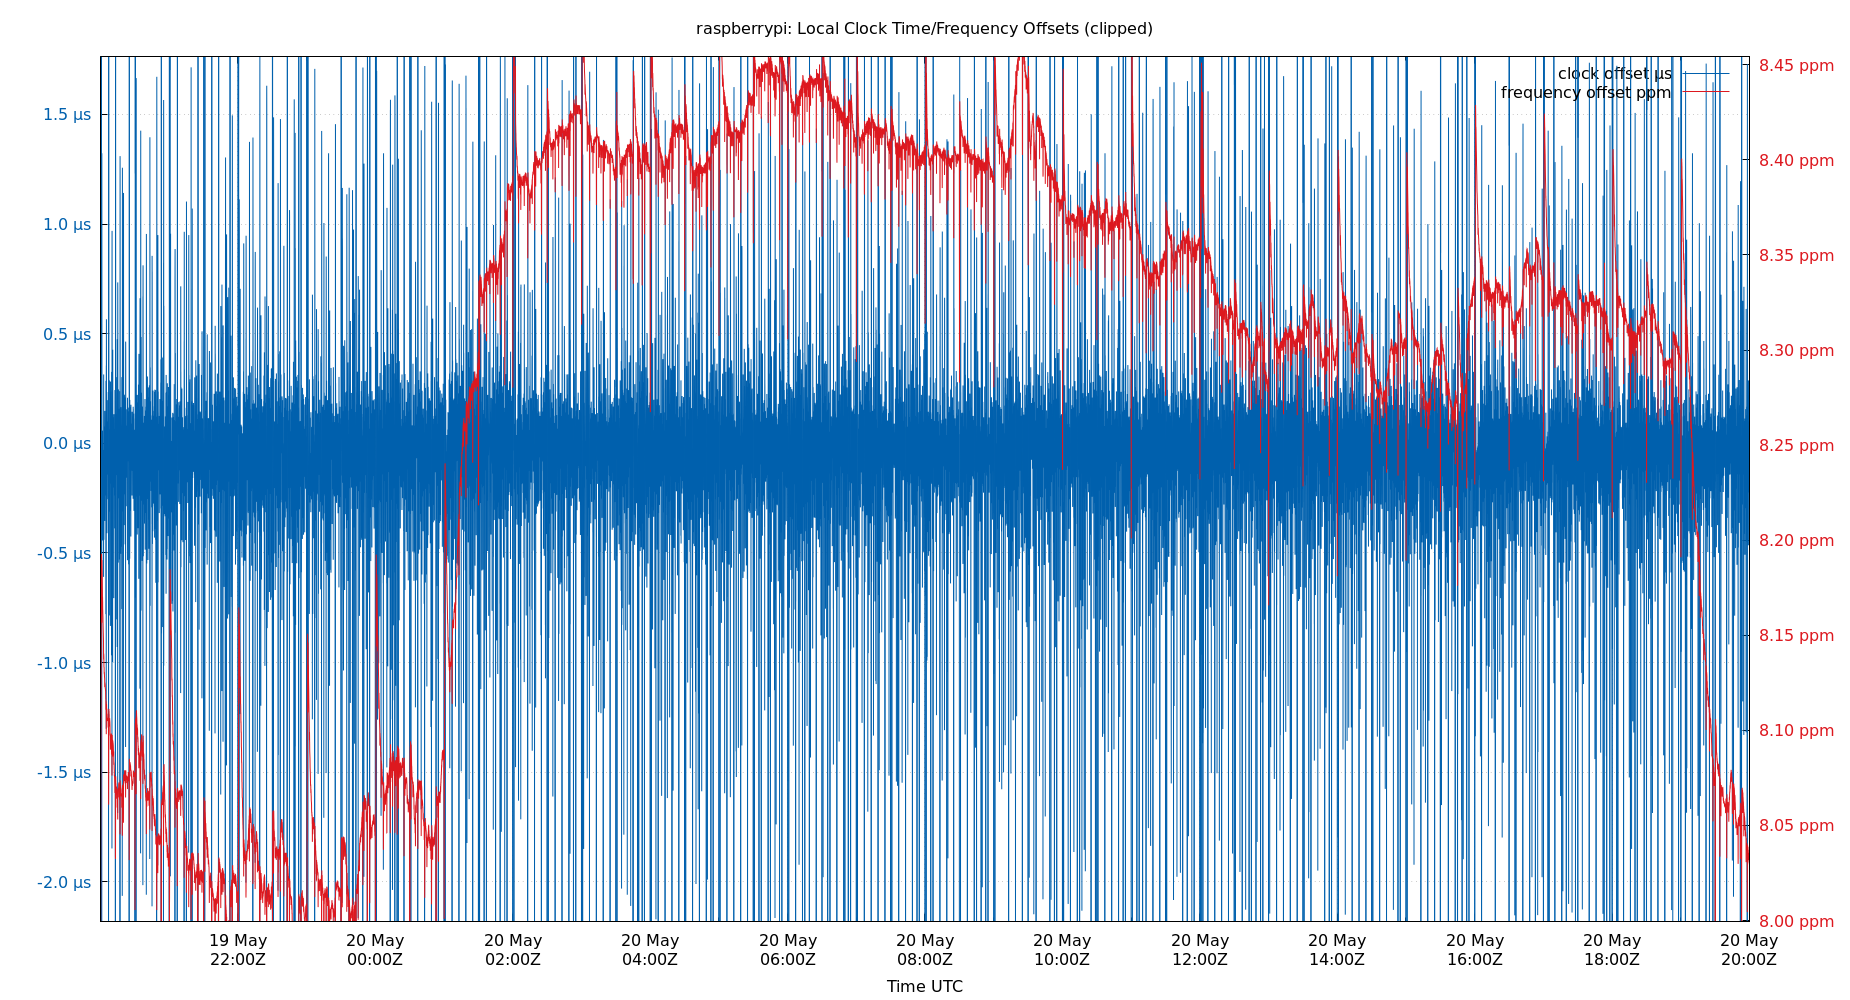 raspberrypi: Local Clock Time/Frequency Offsets (clipped)
clock offset µs
frequency offset ppm
1.5 µs
1.0 µs
0.5 µs
0.0 µs
-0.5 µs
-1.0 µs
-1.5 µs
-2.0 µs
8.45 ppm
8.40 ppm
8.35 ppm
8.30 ppm
8.25 ppm
8.20 ppm
8.15 ppm
8.10 ppm
8.05 ppm
8.00 ppm
19 May 20 May 20 May 20 May 20 May 20 May 20 May 20 May 20 May 20 May 20 May 20 May
22:00Z 00:00Z 02:00Z 04:00Z 06:00Z 08:00Z 10:00Z 12:00Z 14:00Z 16:00Z 18:00Z 20:00Z
Time UTC